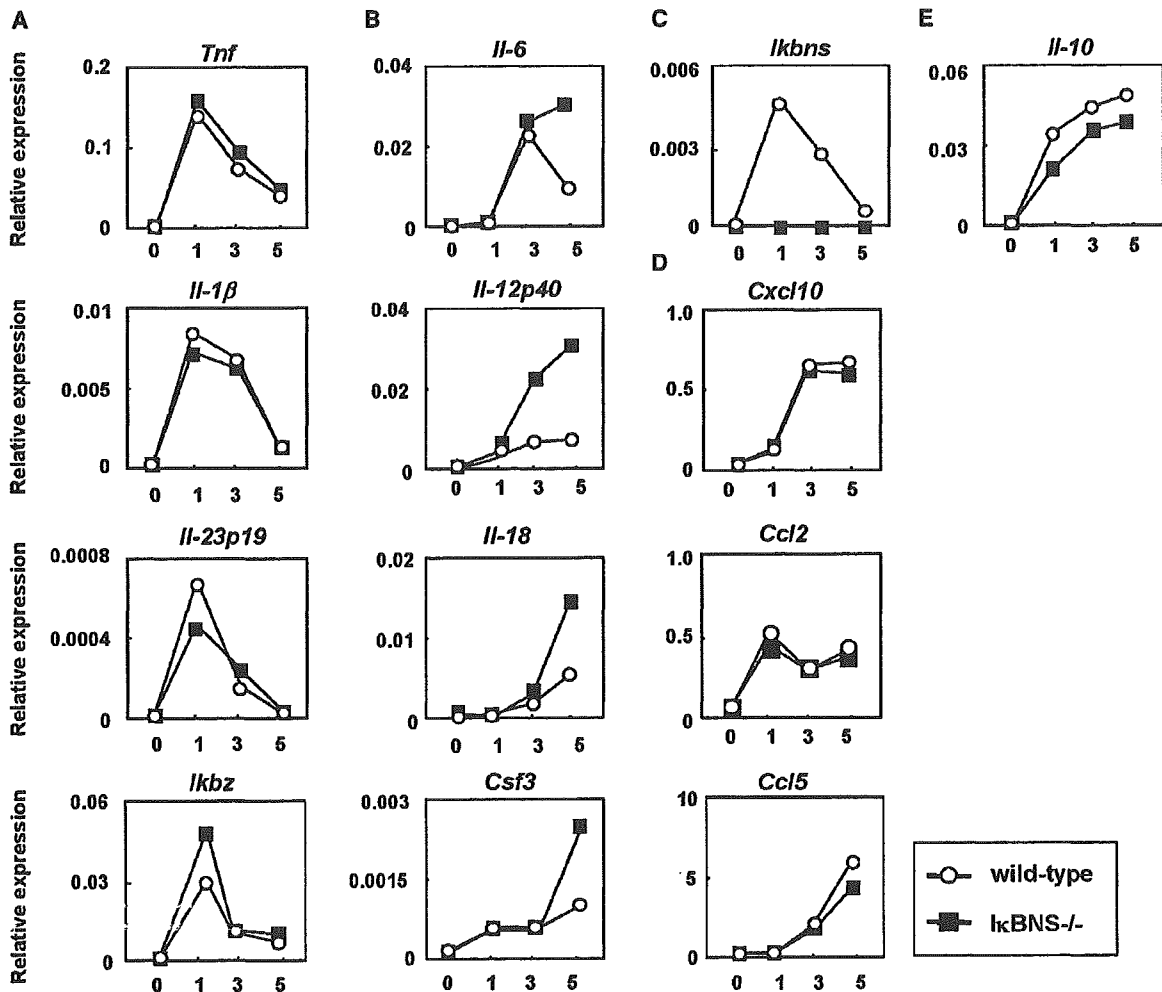 A
B
C
E
Tnf
Il-6
Ikbns
Il-10
Relative expression
0.2
0.1
0
0 1 3 5
0.04
0.02
0
0 1 3 5
0.006
0.003
0
0 1 3 5
0.06
0.03
0
0 1 3 5
D
Il-1β
Il-12p40
Cxcl10
Relative expression
0.01
0.005
0
0 1 3 5
0.04
0.02
0
0 1 3 5
1.0
0.5
0
0 1 3 5
Il-23p19
Il-18
Ccl2
Relative expression
0.0008
0.0004
0
0 1 3 5
0.02
0.01
0
0 1 3 5
1.0
0.5
0
0 1 3 5
Ikbz
Csf3
Ccl5
Relative expression
0.06
0.03
0
0 1 3 5
0.003
0.0015
0
0 1 3 5
10
5
0
0 1 3 5
wild-type
IκBNS-/-